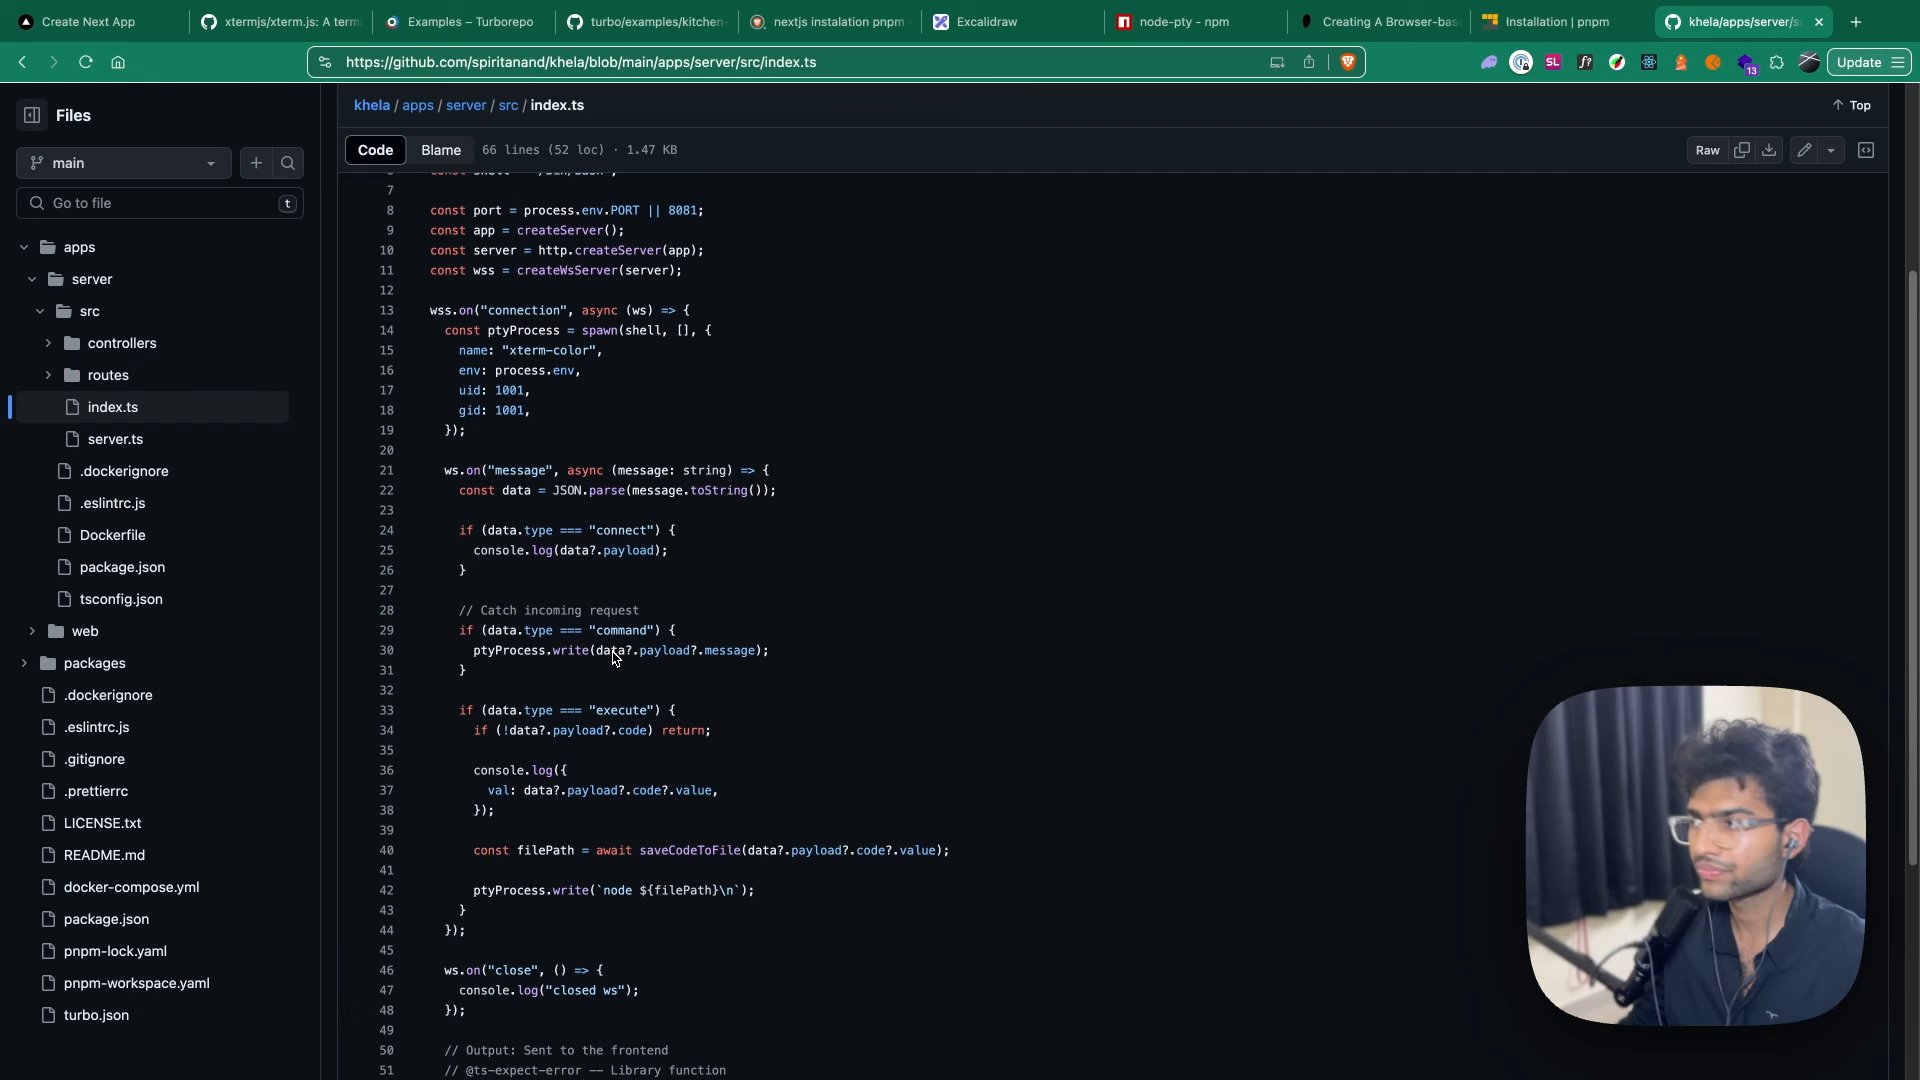 Create Next App
xtermjs/xterm.js: A term
Examples – Turborepo
turbo/examples/kitchen-
nextjs instalation pnpm
Excalidraw
node-pty - npm
Creating A Browser-bas
Installation | pnpm
khela/apps/server/s
https://github.com/spiritanand/khela/blob/main/apps/server/src/index.ts
SL
f?
13
Update
Files
khela / apps / server / src / index.ts
Top
main
Code
Blame
66 lines (52 loc) · 1.47 KB
Raw
Go to file
t
apps
server
src
controllers
routes
index.ts
server.ts
.dockerignore
.eslintrc.js
Dockerfile
package.json
tsconfig.json
web
packages
.dockerignore
.eslintrc.js
.gitignore
.prettierrc
LICENSE.txt
README.md
docker-compose.yml
package.json
pnpm-lock.yaml
pnpm-workspace.yaml
turbo.json
7
8 const port = process.env.PORT || 8081;
9 const app = createServer();
10 const server = http.createServer(app);
11 const wss = createWsServer(server);
12
13 wss.on("connection", async (ws) => {
14 const ptyProcess = spawn(shell, [], {
15 name: "xterm-color",
16 env: process.env,
17 uid: 1001,
18 gid: 1001,
19 });
20
21 ws.on("message", async (message: string) => {
22 const data = JSON.parse(message.toString());
23
24 if (data.type === "connect") {
25 console.log(data?.payload);
26 }
27
28 // Catch incoming request
29 if (data.type === "command") {
30 ptyProcess.write(data?.payload?.message);
31 }
32
33 if (data.type === "execute") {
34 if (!data?.payload?.code) return;
35
36 console.log({
37 val: data?.payload?.code?.value,
38 });
39
40 const filePath = await saveCodeToFile(data?.payload?.code?.value);
41
42 ptyProcess.write(`node ${filePath}\n`);
43 }
44 });
45
46 ws.on("close", () => {
47 console.log("closed ws");
48 });
49
50 // Output: Sent to the frontend
51 // @ts-expect-error –– Library function